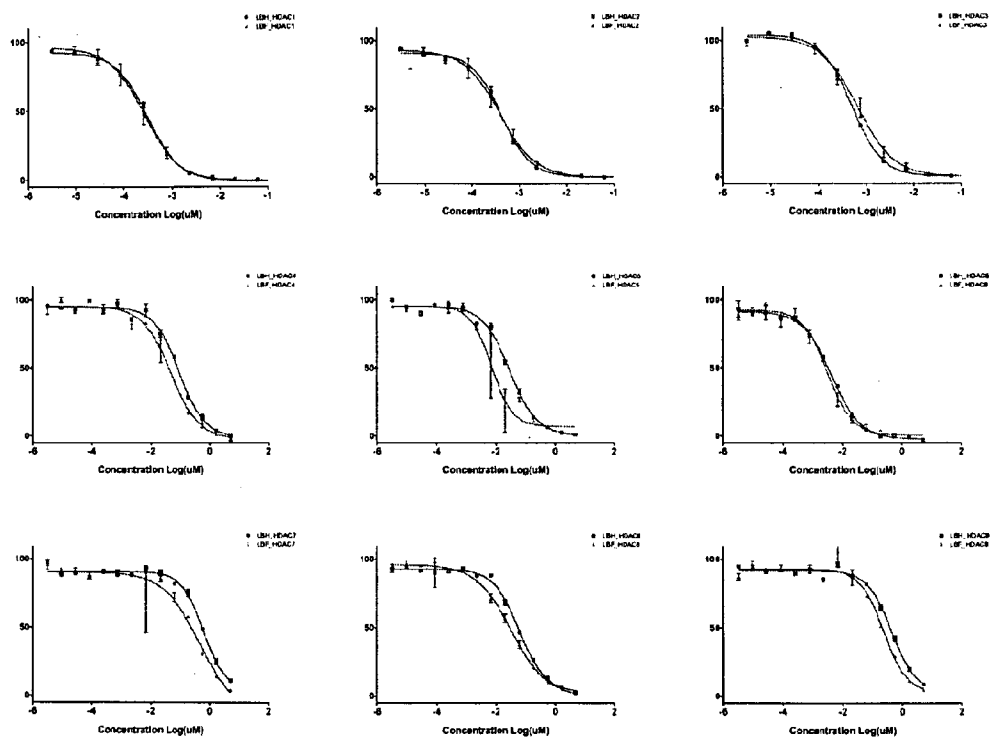 LBH_HDAC1
LBF_HDAC1
100
50
0
-6 -5 -4 -3 -2 -1
Concentration Log(uM)
LBH_HDAC2
LBF_HDAC2
100
50
0
-6 -5 -4 -3 -2 -1
Concentration Log(uM)
LBH_HDAC3
LBF_HDAC3
100
50
0
-6 -5 -4 -3 -2 -1
Concentration Log(uM)
LBH_HDAC4
LBF_HDAC4
100
50
0
-6 -4 -2 0 2
Concentration Log(uM)
LBH_HDAC5
LBF_HDAC5
100
50
0
-6 -4 -2 0 2
Concentration Log(uM)
LBH_HDAC6
LBF_HDAC6
100
50
0
-6 -4 -2 0 2
Concentration Log(uM)
LBH_HDAC7
LBF_HDAC7
100
50
0
-6 -4 -2 0 2
Concentration Log(uM)
LBH_HDAC8
LBF_HDAC8
100
50
0
-6 -4 -2 0 2
Concentration Log(uM)
LBH_HDAC9
LBF_HDAC9
100
50
0
-6 -4 -2 0 2
Concentration Log(uM)